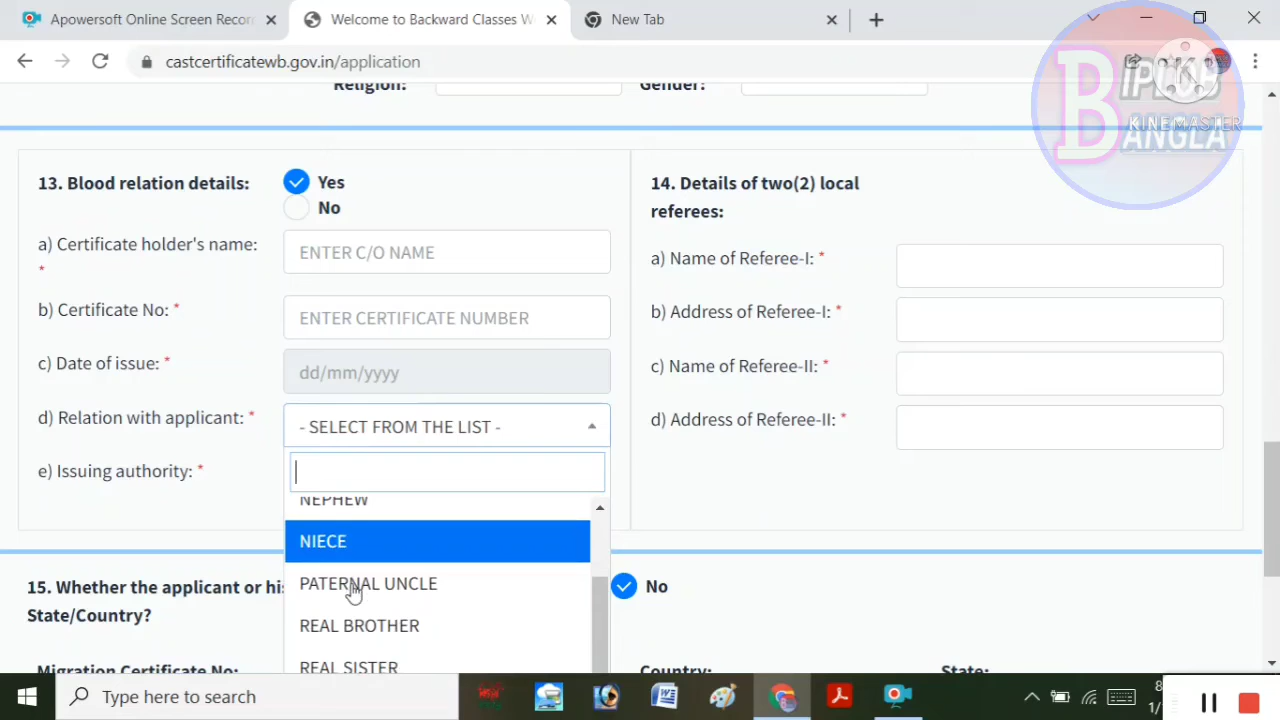 Apowersoft Online Screen Recor
Welcome to Backward Classes W
New Tab
castcertificatewb.gov.in/application
BIPLOB
KINEMASTER
BANGLA
Religion:
Gender:
13. Blood relation details:
Yes
No
a) Certificate holder's name: *
ENTER C/O NAME
b) Certificate No: *
ENTER CERTIFICATE NUMBER
c) Date of issue: *
dd/mm/yyyy
d) Relation with applicant: *
- SELECT FROM THE LIST -
e) Issuing authority: *
NEPHEW
NIECE
PATERNAL UNCLE
REAL BROTHER
REAL SISTER
14. Details of two(2) local
referees:
a) Name of Referee-I: *
b) Address of Referee-I: *
c) Name of Referee-II: *
d) Address of Referee-II: *
15. Whether the applicant or hi
State/Country?
No
Migration Certificate No:
Country:
State:
Type here to search
8
1/